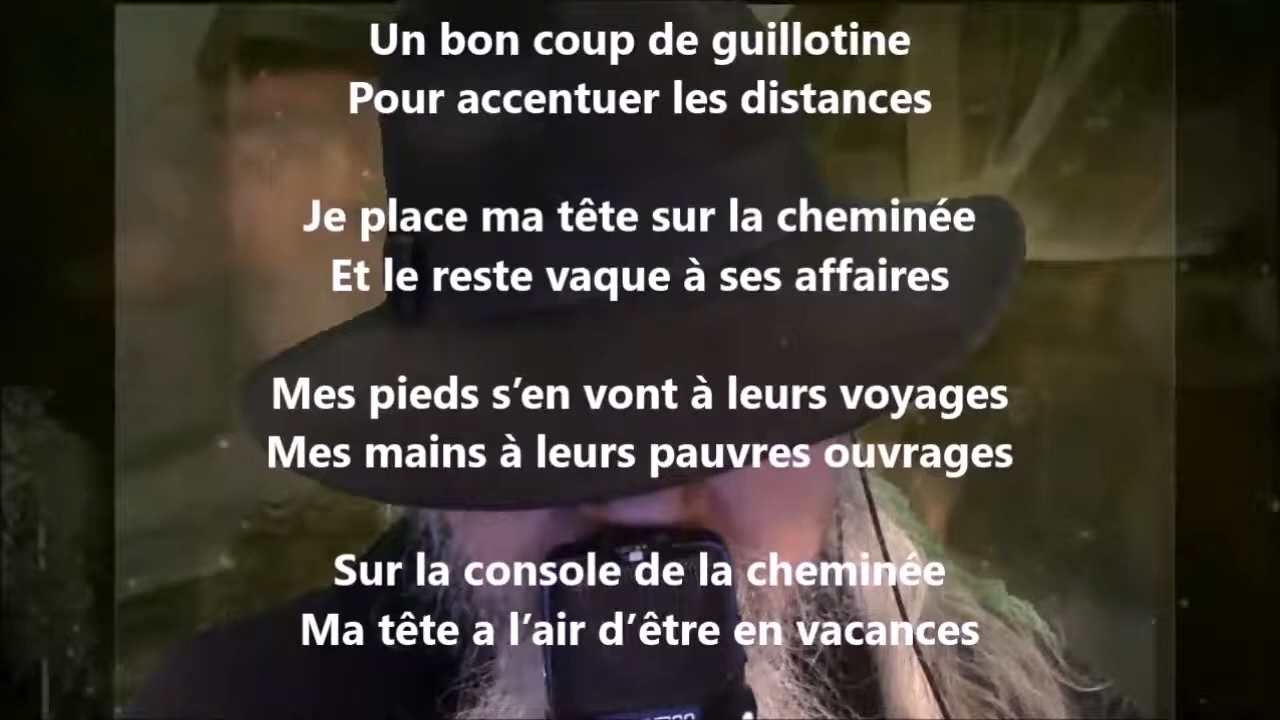 Un bon coup de guillotine
Pour accentuer les distances
Je place ma tête sur la cheminée
Et le reste vaque à ses affaires
Mes pieds s’en vont à leurs voyages
Mes mains à leurs pauvres ouvrages
Sur la console de la cheminée
Ma tête a l’air d’être en vacances